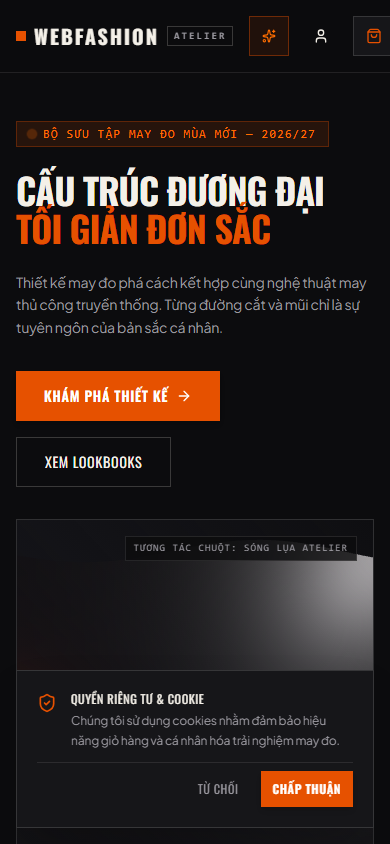 WEBFASHION ATELIER
BỘ SƯU TẬP MAY ĐO MÙA MỚI — 2026/27
CẤU TRÚC ĐƯƠNG ĐẠI
TỐI GIẢN ĐƠN SẮC
Thiết kế may đo phá cách kết hợp cùng nghệ thuật may
thủ công truyền thống. Từng đường cắt và mũi chỉ là sự
tuyên ngôn của bản sắc cá nhân.
KHÁM PHÁ THIẾT KẾ
XEM LOOKBOOKS
TƯƠNG TÁC CHUỘT: SÓNG LỤA ATELIER
QUYỀN RIÊNG TƯ & COOKIE
Chúng tôi sử dụng cookies nhằm đảm bảo hiệu
năng giỏ hàng và cá nhân hóa trải nghiệm may đo.
TỪ CHỐI
CHẤP THUẬN